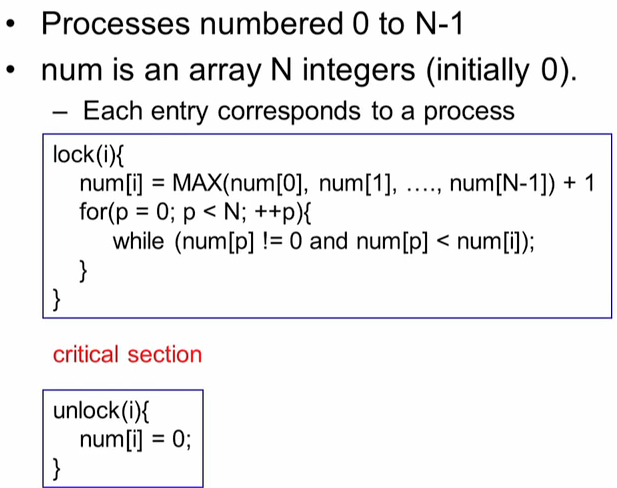 • Processes numbered 0 to N-1
• num is an array N integers (initially 0).
– Each entry corresponds to a process
lock(i){
num[i] = MAX(num[0], num[1], …., num[N-1]) + 1
for(p = 0; p < N; ++p){
while (num[p] != 0 and num[p] < num[i]);
}
}
critical section
unlock(i){
num[i] = 0;
}